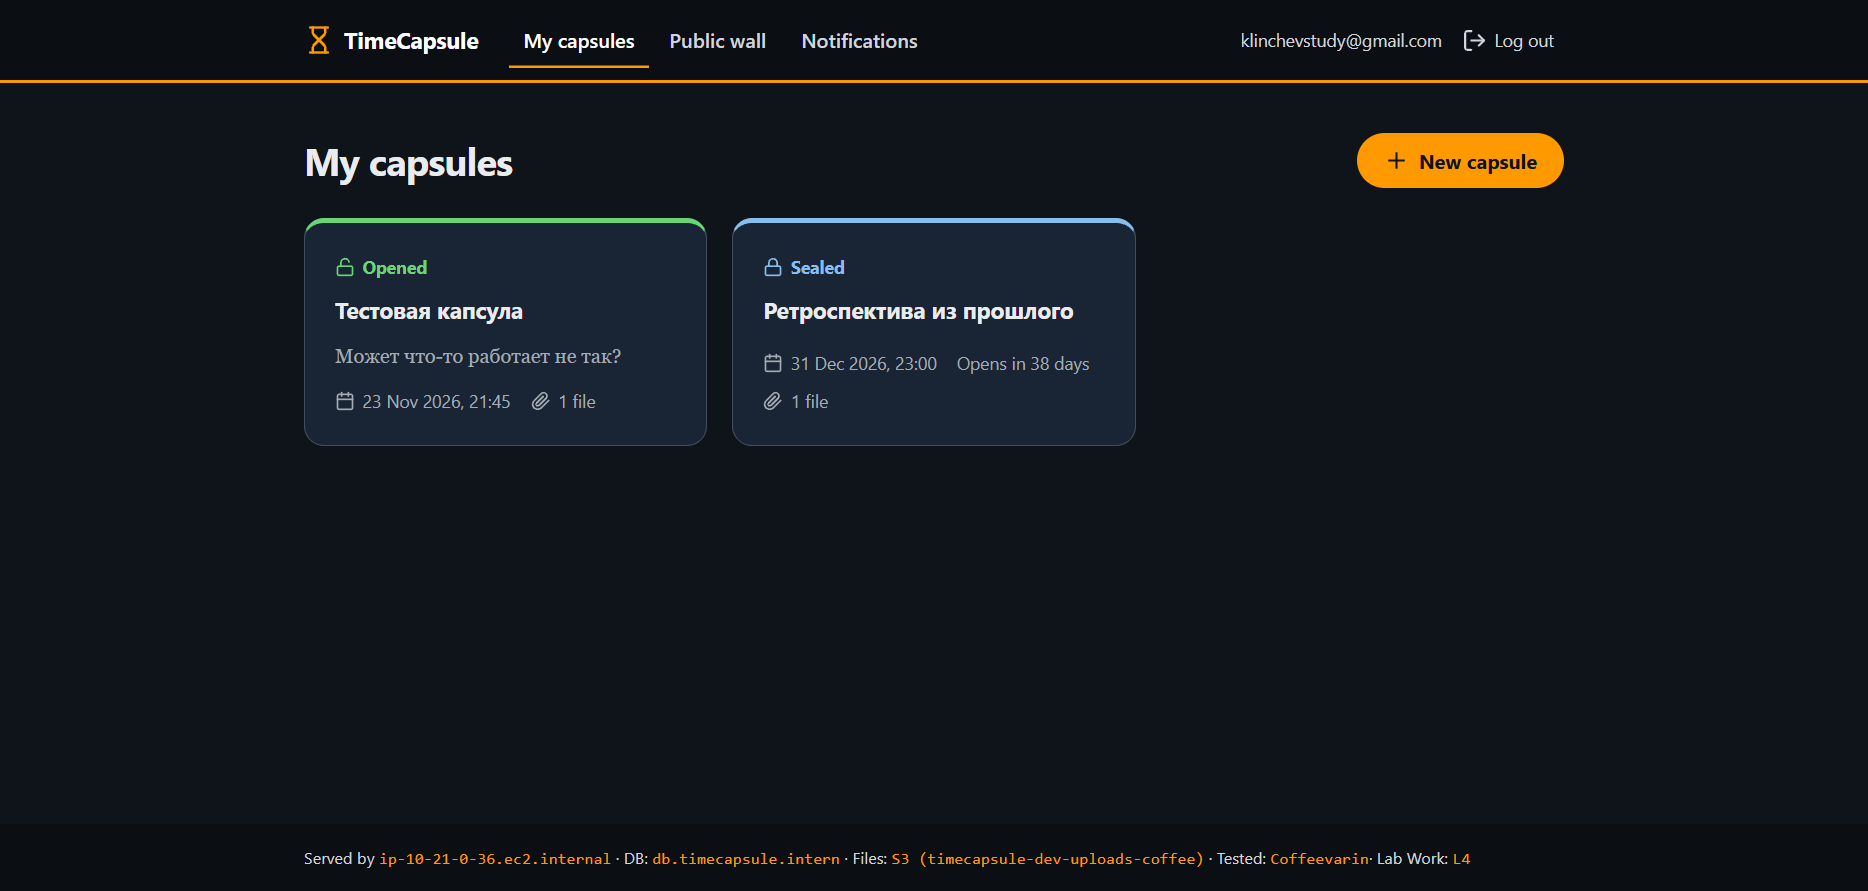 TimeCapsule My capsules Public wall Notifications klinchevstudy@gmail.com Log out
My capsules
New capsule
Opened
Тестовая капсула
Может что-то работает не так?
23 Nov 2026, 21:45 1 file
Sealed
Ретроспектива из прошлого
31 Dec 2026, 23:00 Opens in 38 days
1 file
Served by ip-10-21-0-36.ec2.internal · DB: db.timecapsule.intern · Files: S3 (timecapsule-dev-uploads-coffee) · Tested: Coffeevarin· Lab Work: L4